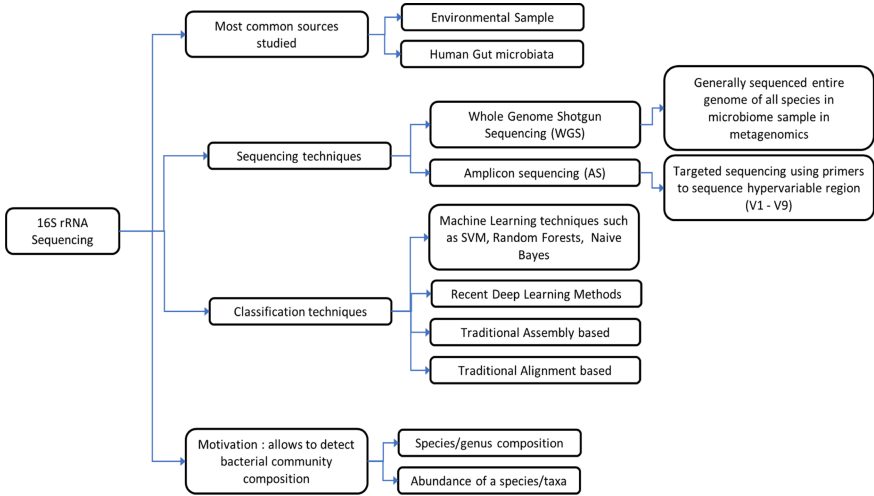 Most common sources
studied
Environmental Sample
Human Gut microbiata
16S rRNA
Sequencing
Sequencing techniques
Whole Genome Shotgun
Sequencing (WGS)
Generally sequenced entire
genome of all species in
microbiome sample in
metagenomics
Amplicon sequencing (AS)
Targeted sequencing using primers
to sequence hypervariable region
(V1 - V9)
Classification techniques
Machine Learning techniques such
as SVM, Random Forests, Naive
Bayes
Recent Deep Learning Methods
Traditional Assembly based
Traditional Alignment based
Motivation : allows to detect
bacterial community
composition
Species/genus composition
Abundance of a species/taxa